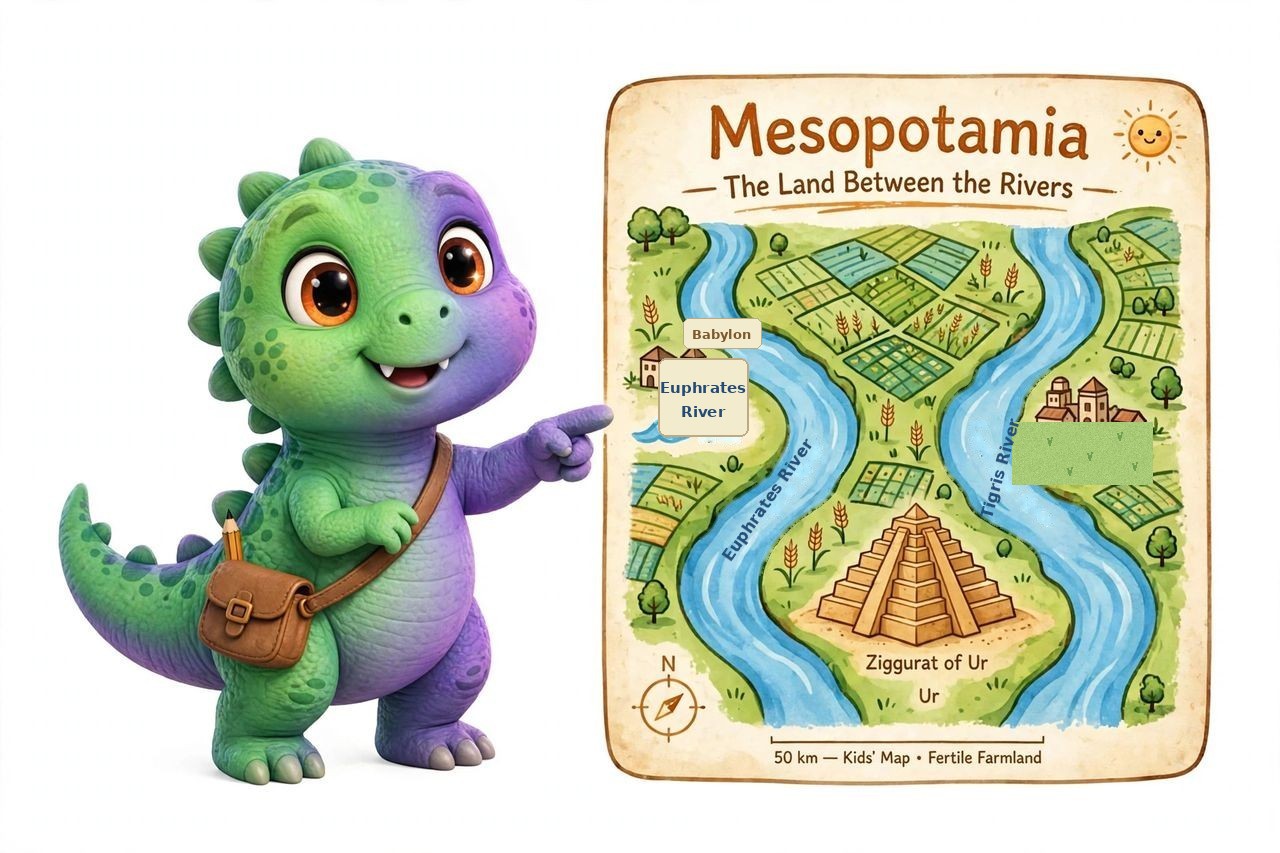 Mesopotamia
— The Land Between the Rivers —
Babylon
Euphrates
River
Euphrates River
Tigris River
Ziggurat of Ur
Ur
N
50 km — Kids' Map • Fertile Farmland